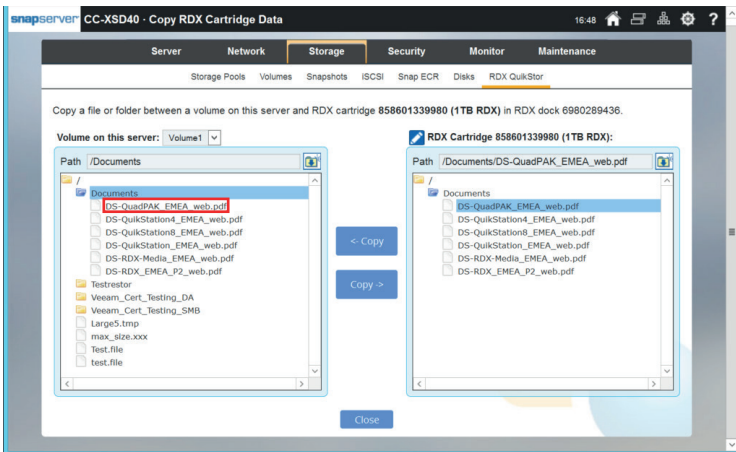 snapserver™ CC-XSD40 · Copy RDX Cartridge Data 16:48 ?
Server Network Storage Security Monitor Maintenance
Storage Pools Volumes Snapshots iSCSI Snap ECR Disks RDX QuikStor
Copy a file or folder between a volume on this server and RDX cartridge 858601339980 (1TB RDX) in RDX dock 6980289436.
Volume on this server: Volume1
Path /Documents
/
Documents
DS-QuadPAK_EMEA_web.pdf
DS-QuikStation4_EMEA_web.pdf
DS-QuikStation8_EMEA_web.pdf
DS-QuikStation_EMEA_web.pdf
DS-RDX-Media_EMEA_web.pdf
DS-RDX_EMEA_P2_web.pdf
Testrestor
Veeam_Cert_Testing_DA
Veeam_Cert_Testing_SMB
Large5.tmp
max_size.xxx
Test.file
test.file
<- Copy
Copy ->
RDX Cartridge 858601339980 (1TB RDX):
Path /Documents/DS-QuadPAK_EMEA_web.pdf
/
Documents
DS-QuadPAK_EMEA_web.pdf
DS-QuikStation4_EMEA_web.pdf
DS-QuikStation8_EMEA_web.pdf
DS-QuikStation_EMEA_web.pdf
DS-RDX-Media_EMEA_web.pdf
DS-RDX_EMEA_P2_web.pdf
Close